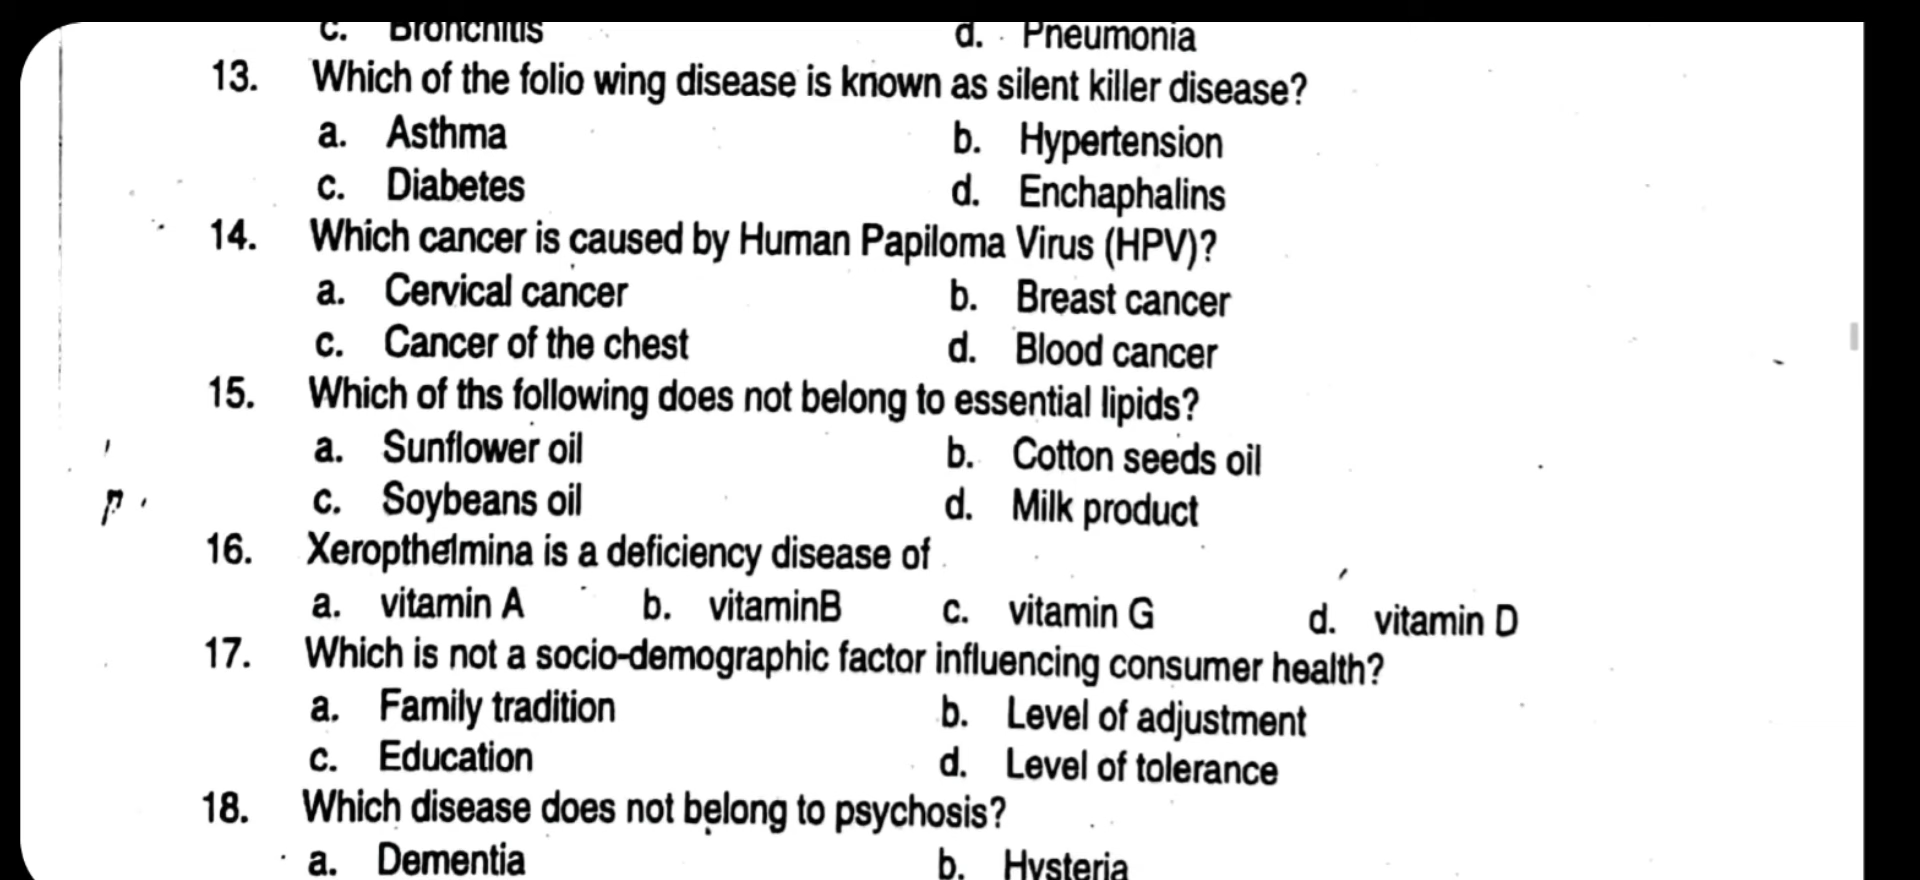 c. Bronchitis d. Pneumonia
13. Which of the folio wing disease is known as silent killer disease?
a. Asthma b. Hypertension
c. Diabetes d. Enchaphalins
14. Which cancer is caused by Human Papiloma Virus (HPV)?
a. Cervical cancer b. Breast cancer
c. Cancer of the chest d. Blood cancer
15. Which of ths following does not belong to essential lipids?
a. Sunflower oil b. Cotton seeds oil
c. Soybeans oil d. Milk product
16. Xeropthelmina is a deficiency disease of
a. vitamin A b. vitaminB c. vitamin G d. vitamin D
17. Which is not a socio-demographic factor influencing consumer health?
a. Family tradition b. Level of adjustment
c. Education d. Level of tolerance
18. Which disease does not belong to psychosis?
a. Dementia b. Hysteria